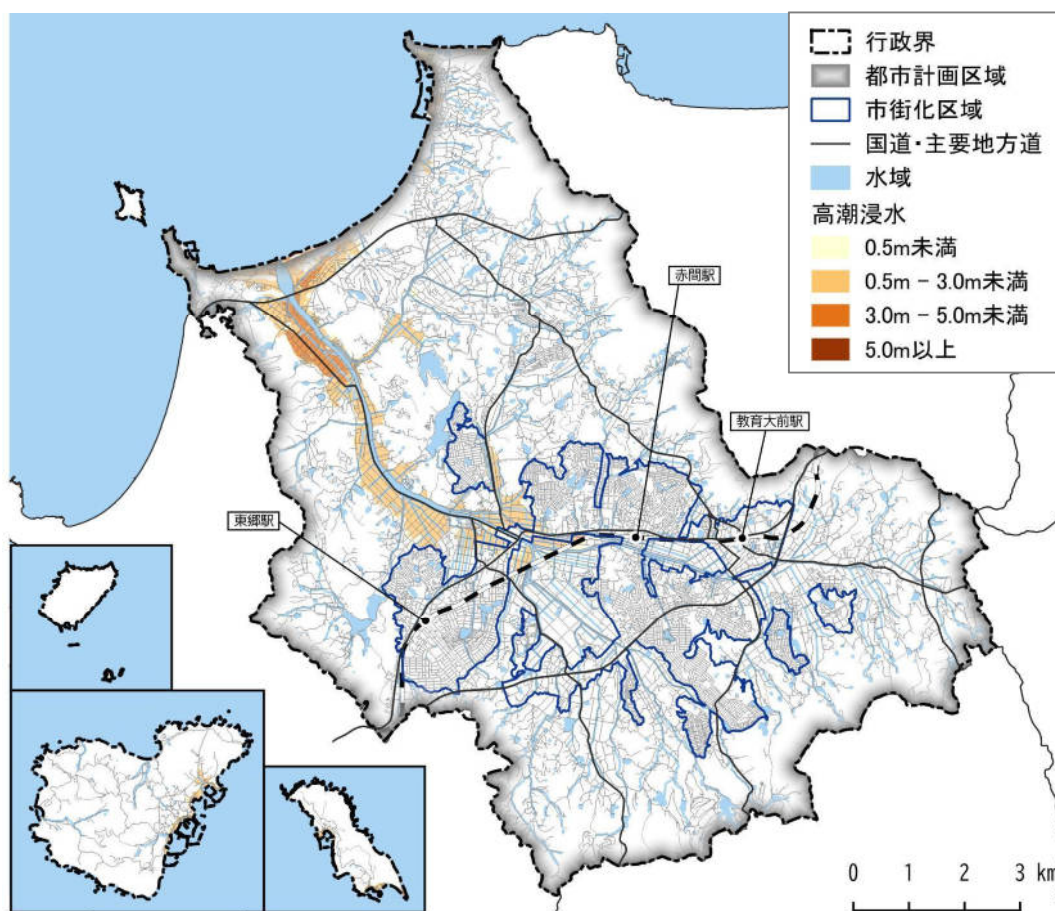 行政界
都市計画区域
市街化区域
国道・主要地方道
水域
高潮浸水
0.5m未満
0.5m − 3.0m未満
3.0m − 5.0m未満
5.0m以上
赤間駅
教育大前駅
東郷駅
0 1 2 3 km